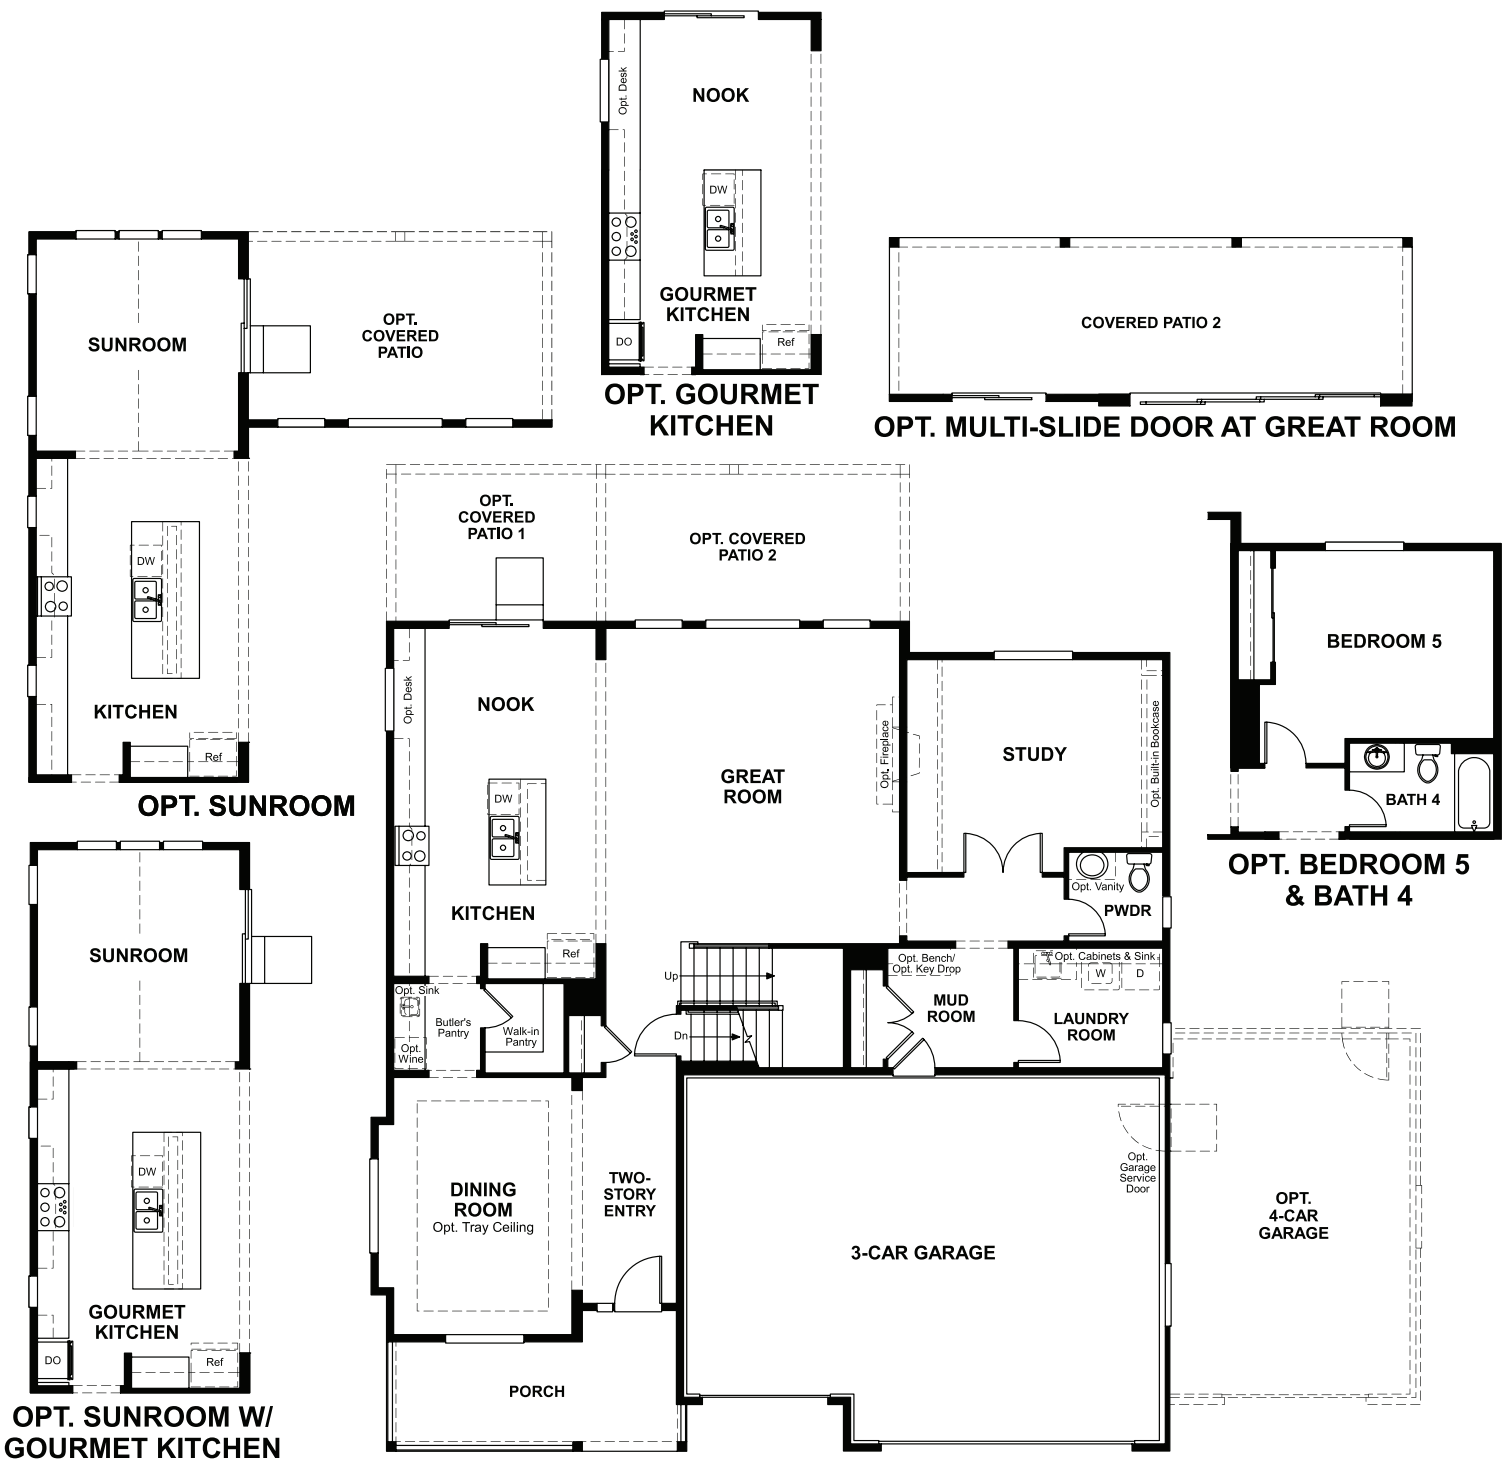 NOOK
Opt. Desk
DW
GOURMET
KITCHEN
DO
Ref
OPT. GOURMET
KITCHEN
SUNROOM
OPT.
COVERED
PATIO
DW
KITCHEN
Ref
OPT. SUNROOM
COVERED PATIO 2
OPT. MULTI-SLIDE DOOR AT GREAT ROOM
OPT.
COVERED
PATIO 1
OPT. COVERED
PATIO 2
NOOK
Opt. Desk
GREAT
ROOM
Opt. Fireplace
STUDY
Opt. Built-in Bookcase
DW
KITCHEN
Ref
Opt. Vanity
PWDR
Up
Dn
Opt. Bench/
Opt. Key Drop
MUD
ROOM
Opt. Cabinets & Sink
W
D
LAUNDRY
ROOM
Opt. Sink
Butler's
Pantry
Opt.
Wine
Walk-in
Pantry
DINING
ROOM
Opt. Tray Ceiling
TWO-
STORY
ENTRY
PORCH
3-CAR GARAGE
Opt.
Garage
Service
Door
OPT.
4-CAR
GARAGE
BEDROOM 5
BATH 4
OPT. BEDROOM 5
& BATH 4
SUNROOM
DW
GOURMET
KITCHEN
DO
Ref
OPT. SUNROOM W/
GOURMET KITCHEN